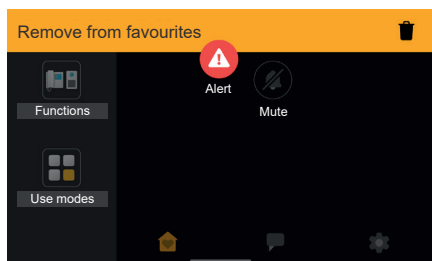 Remove from favourites
Alert
Functions
Mute
Use modes